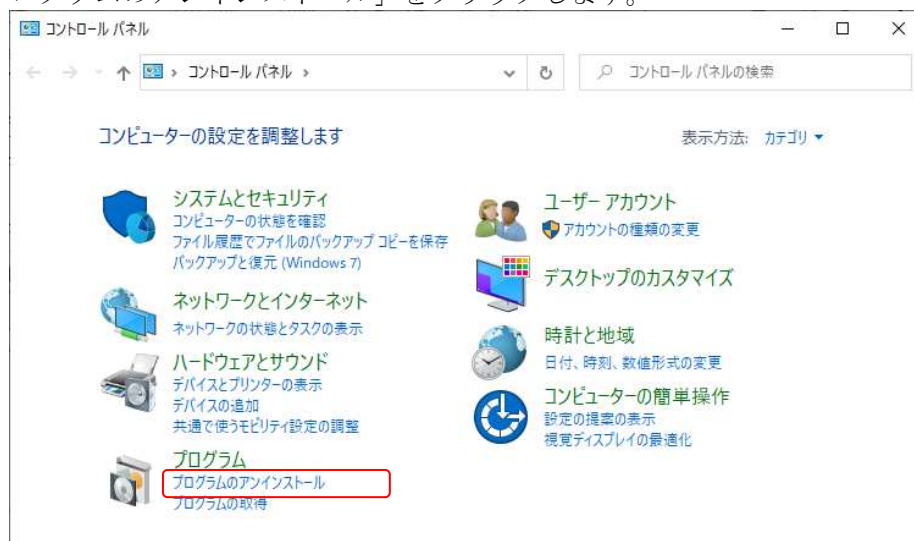 コントロール パネル
コントロール パネル
コントロール パネルの検索
コンピューターの設定を調整します
表示方法: カテゴリ
システムとセキュリティ
コンピューターの状態を確認
ファイル履歴でファイルのバックアップ コピーを保存
バックアップと復元 (Windows 7)
ネットワークとインターネット
ネットワークの状態とタスクの表示
ハードウェアとサウンド
デバイスとプリンターの表示
デバイスの追加
共通で使うモビリティ設定の調整
プログラム
プログラムのアンインストール
プログラムの取得
ユーザー アカウント
アカウントの種類の変更
デスクトップのカスタマイズ
時計と地域
日付、時刻、数値形式の変更
コンピューターの簡単操作
設定の提案の表示
視覚ディスプレイの最適化